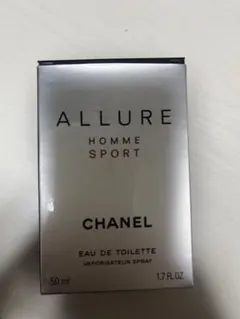 ALLURE
HOMME
SPORT
CHANEL
EAU DE TOILETTE
VAPORISATEUR SPRAY
50 ml 1.7 FL.OZ